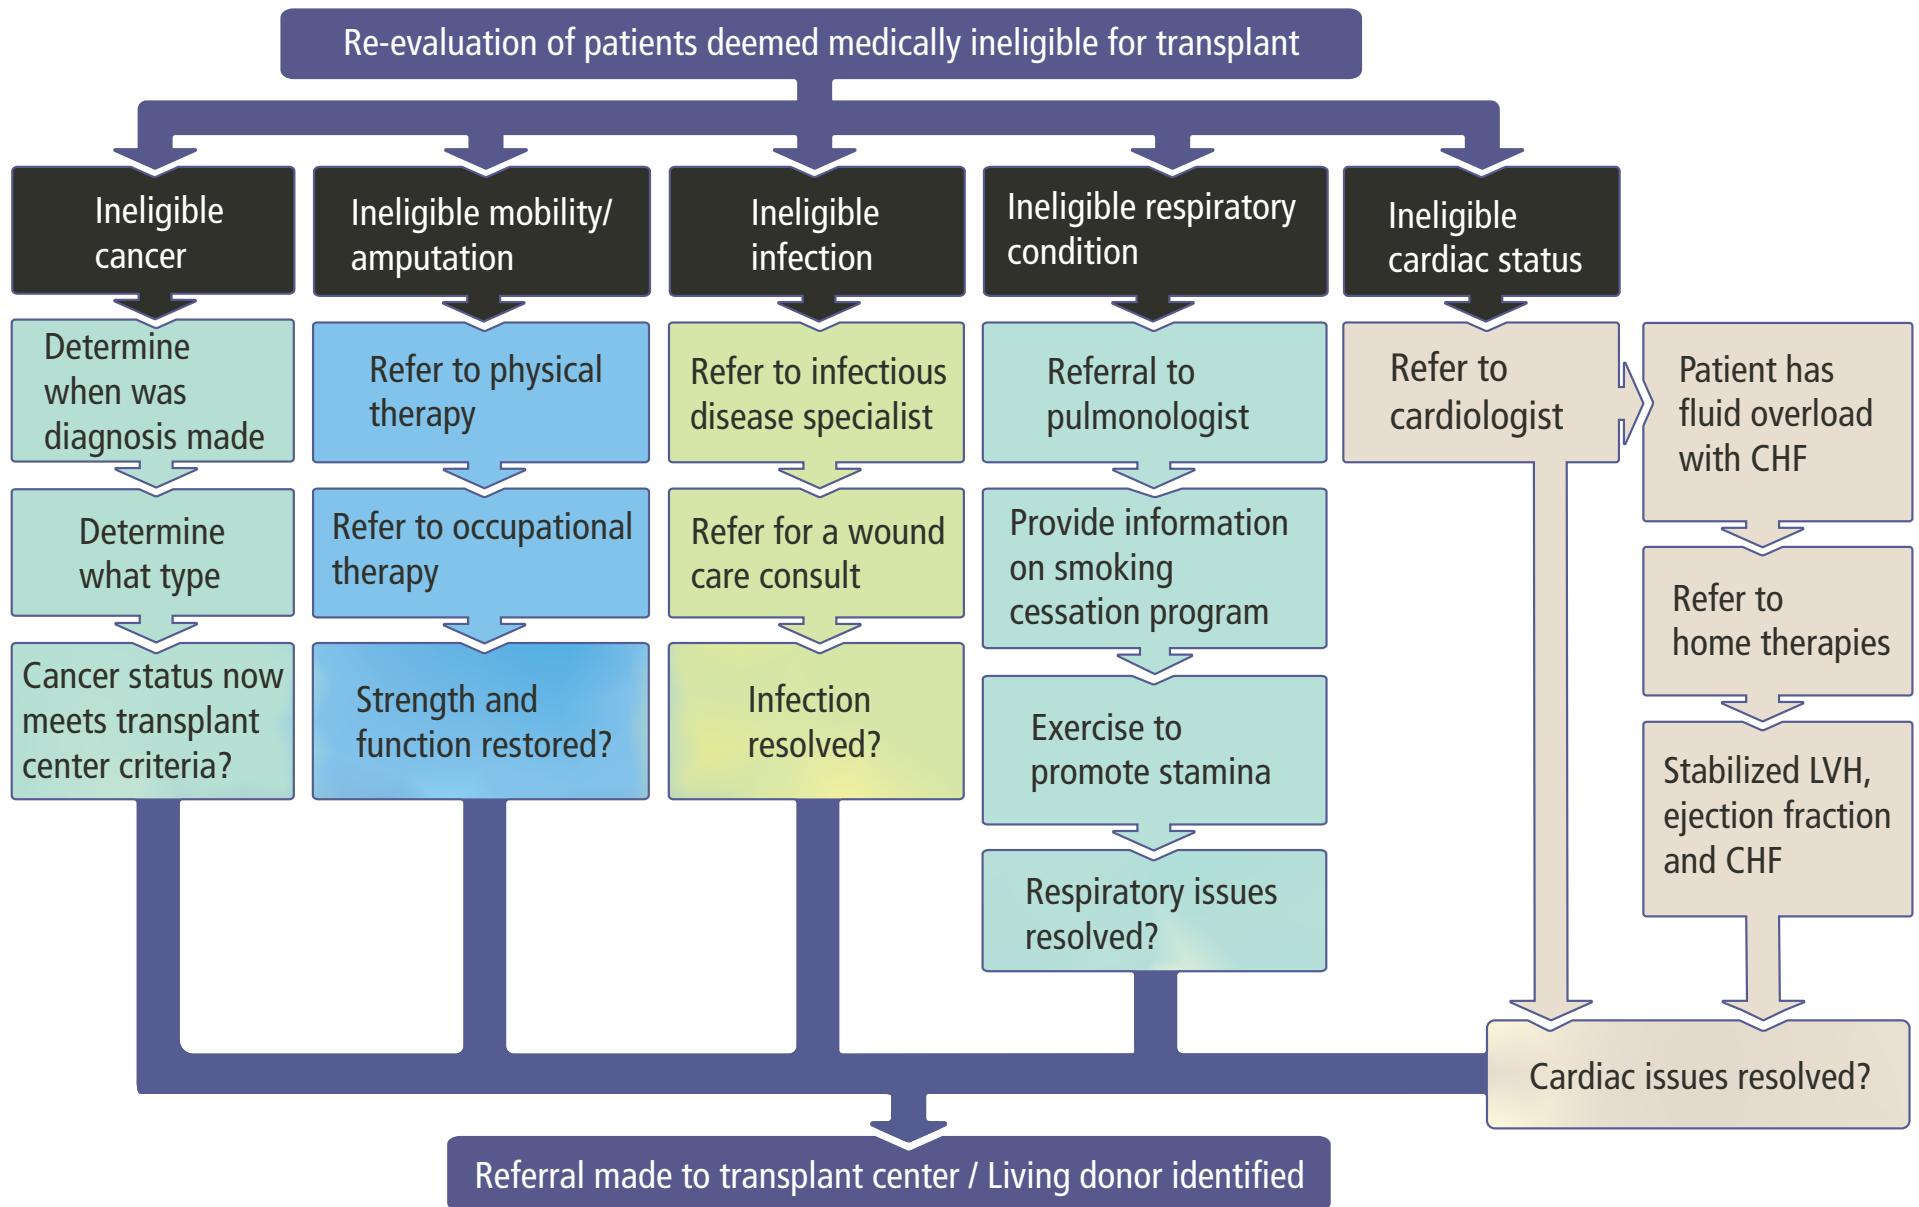 Re-evaluation of patients deemed medically ineligible for transplant
Ineligible
cancer
Determine
when was
diagnosis made
Determine
what type
Cancer status now
meets transplant
center criteria?
Ineligible mobility/
amputation
Refer to physical
therapy
Refer to occupational
therapy
Strength and
function restored?
Ineligible
infection
Refer to infectious
disease specialist
Refer for a wound
care consult
Infection
resolved?
Ineligible respiratory
condition
Referral to
pulmonologist
Provide information
on smoking
cessation program
Exercise to
promote stamina
Respiratory issues
resolved?
Ineligible
cardiac status
Refer to
cardiologist
Patient has
fluid overload
with CHF
Refer to
home therapies
Stabilized LVH,
ejection fraction
and CHF
Cardiac issues resolved?
Referral made to transplant center / Living donor identified